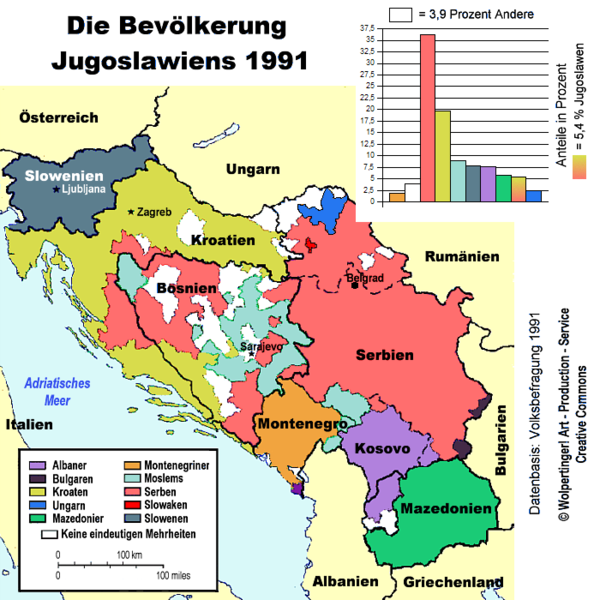 Die Bevölkerung
Jugoslawiens 1991
= 3,9 Prozent Andere
37,5
35
32,5
30
27,5
25
22,5
20
17,5
15
12,5
10
7,5
5
2,5
0
Anteile in Prozent
= 5,4 % Jugoslawen
Österreich
Ungarn
Slowenien
Ljubljana
Zagreb
Kroatien
Rumänien
Bösnien
Belgrad
Sarajevo
Serbien
Adriatisches
Meer
Italien
Montenegro
Kosovo
Bulgarien
Mazedonien
Albanien
Griechenland
Albaner
Bulgaren
Kroaten
Ungarn
Mazedonier
Montenegriner
Moslems
Serben
Slowaken
Slowenen
Keine eindeutigen Mehrheiten
0 100 km
0 100 miles
Datenbasis: Volksbefragung 1991
© Wolpertingerl Art - Production - Service
Creative Commons